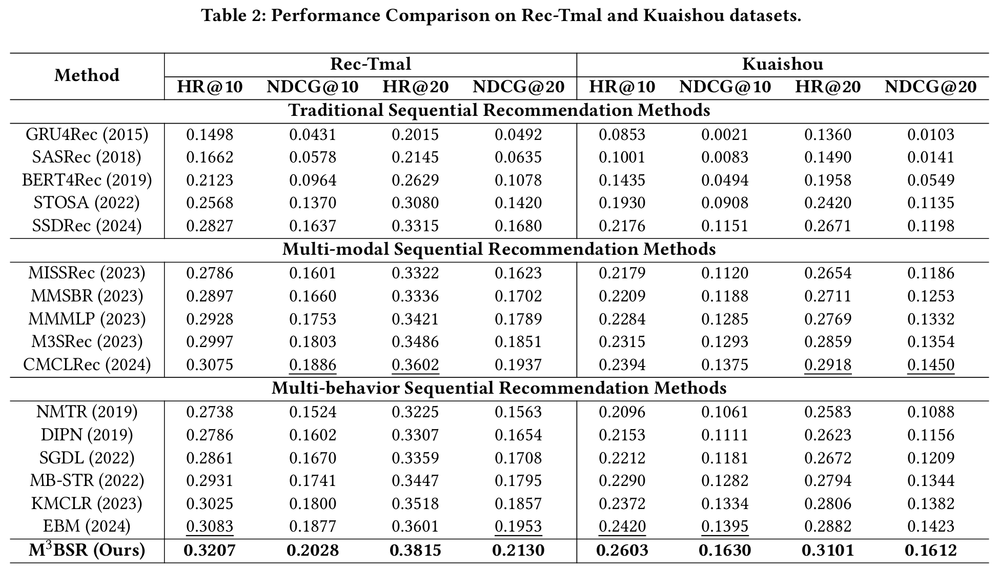 Table 2: Performance Comparison on Rec-Tmal and Kuaishou datasets.
Method Rec-Tmal Kuaishou
HR@10 NDCG@10 HR@20 NDCG@20 HR@10 NDCG@10 HR@20 NDCG@20
Traditional Sequential Recommendation Methods
GRU4Rec (2015) 0.1498 0.0431 0.2015 0.0492 0.0853 0.0021 0.1360 0.0103
SASRec (2018) 0.1662 0.0578 0.2145 0.0635 0.1001 0.0083 0.1490 0.0141
BERT4Rec (2019) 0.2123 0.0964 0.2629 0.1078 0.1435 0.0494 0.1958 0.0549
STOSA (2022) 0.2568 0.1370 0.3080 0.1420 0.1930 0.0908 0.2420 0.1135
SSDRec (2024) 0.2827 0.1637 0.3315 0.1680 0.2176 0.1151 0.2671 0.1198
Multi-modal Sequential Recommendation Methods
MISSRec (2023) 0.2786 0.1601 0.3322 0.1623 0.2179 0.1120 0.2654 0.1186
MMSBR (2023) 0.2897 0.1660 0.3336 0.1702 0.2209 0.1188 0.2711 0.1253
MMMLP (2023) 0.2928 0.1753 0.3421 0.1789 0.2284 0.1285 0.2769 0.1332
M3SRec (2023) 0.2997 0.1803 0.3486 0.1851 0.2315 0.1293 0.2859 0.1354
CMCLRec (2024) 0.3075 0.1886 0.3602 0.1937 0.2394 0.1375 0.2918 0.1450
Multi-behavior Sequential Recommendation Methods
NMTR (2019) 0.2738 0.1524 0.3225 0.1563 0.2096 0.1061 0.2583 0.1088
DIPN (2019) 0.2786 0.1602 0.3307 0.1654 0.2153 0.1111 0.2623 0.1156
SGDL (2022) 0.2861 0.1670 0.3359 0.1708 0.2212 0.1181 0.2672 0.1209
MB-STR (2022) 0.2931 0.1741 0.3447 0.1795 0.2290 0.1282 0.2794 0.1344
KMCLR (2023) 0.3025 0.1800 0.3518 0.1857 0.2372 0.1334 0.2806 0.1382
EBM (2024) 0.3083 0.1877 0.3601 0.1953 0.2420 0.1395 0.2882 0.1423
M³BSR (Ours) 0.3207 0.2028 0.3815 0.2130 0.2603 0.1630 0.3101 0.1612